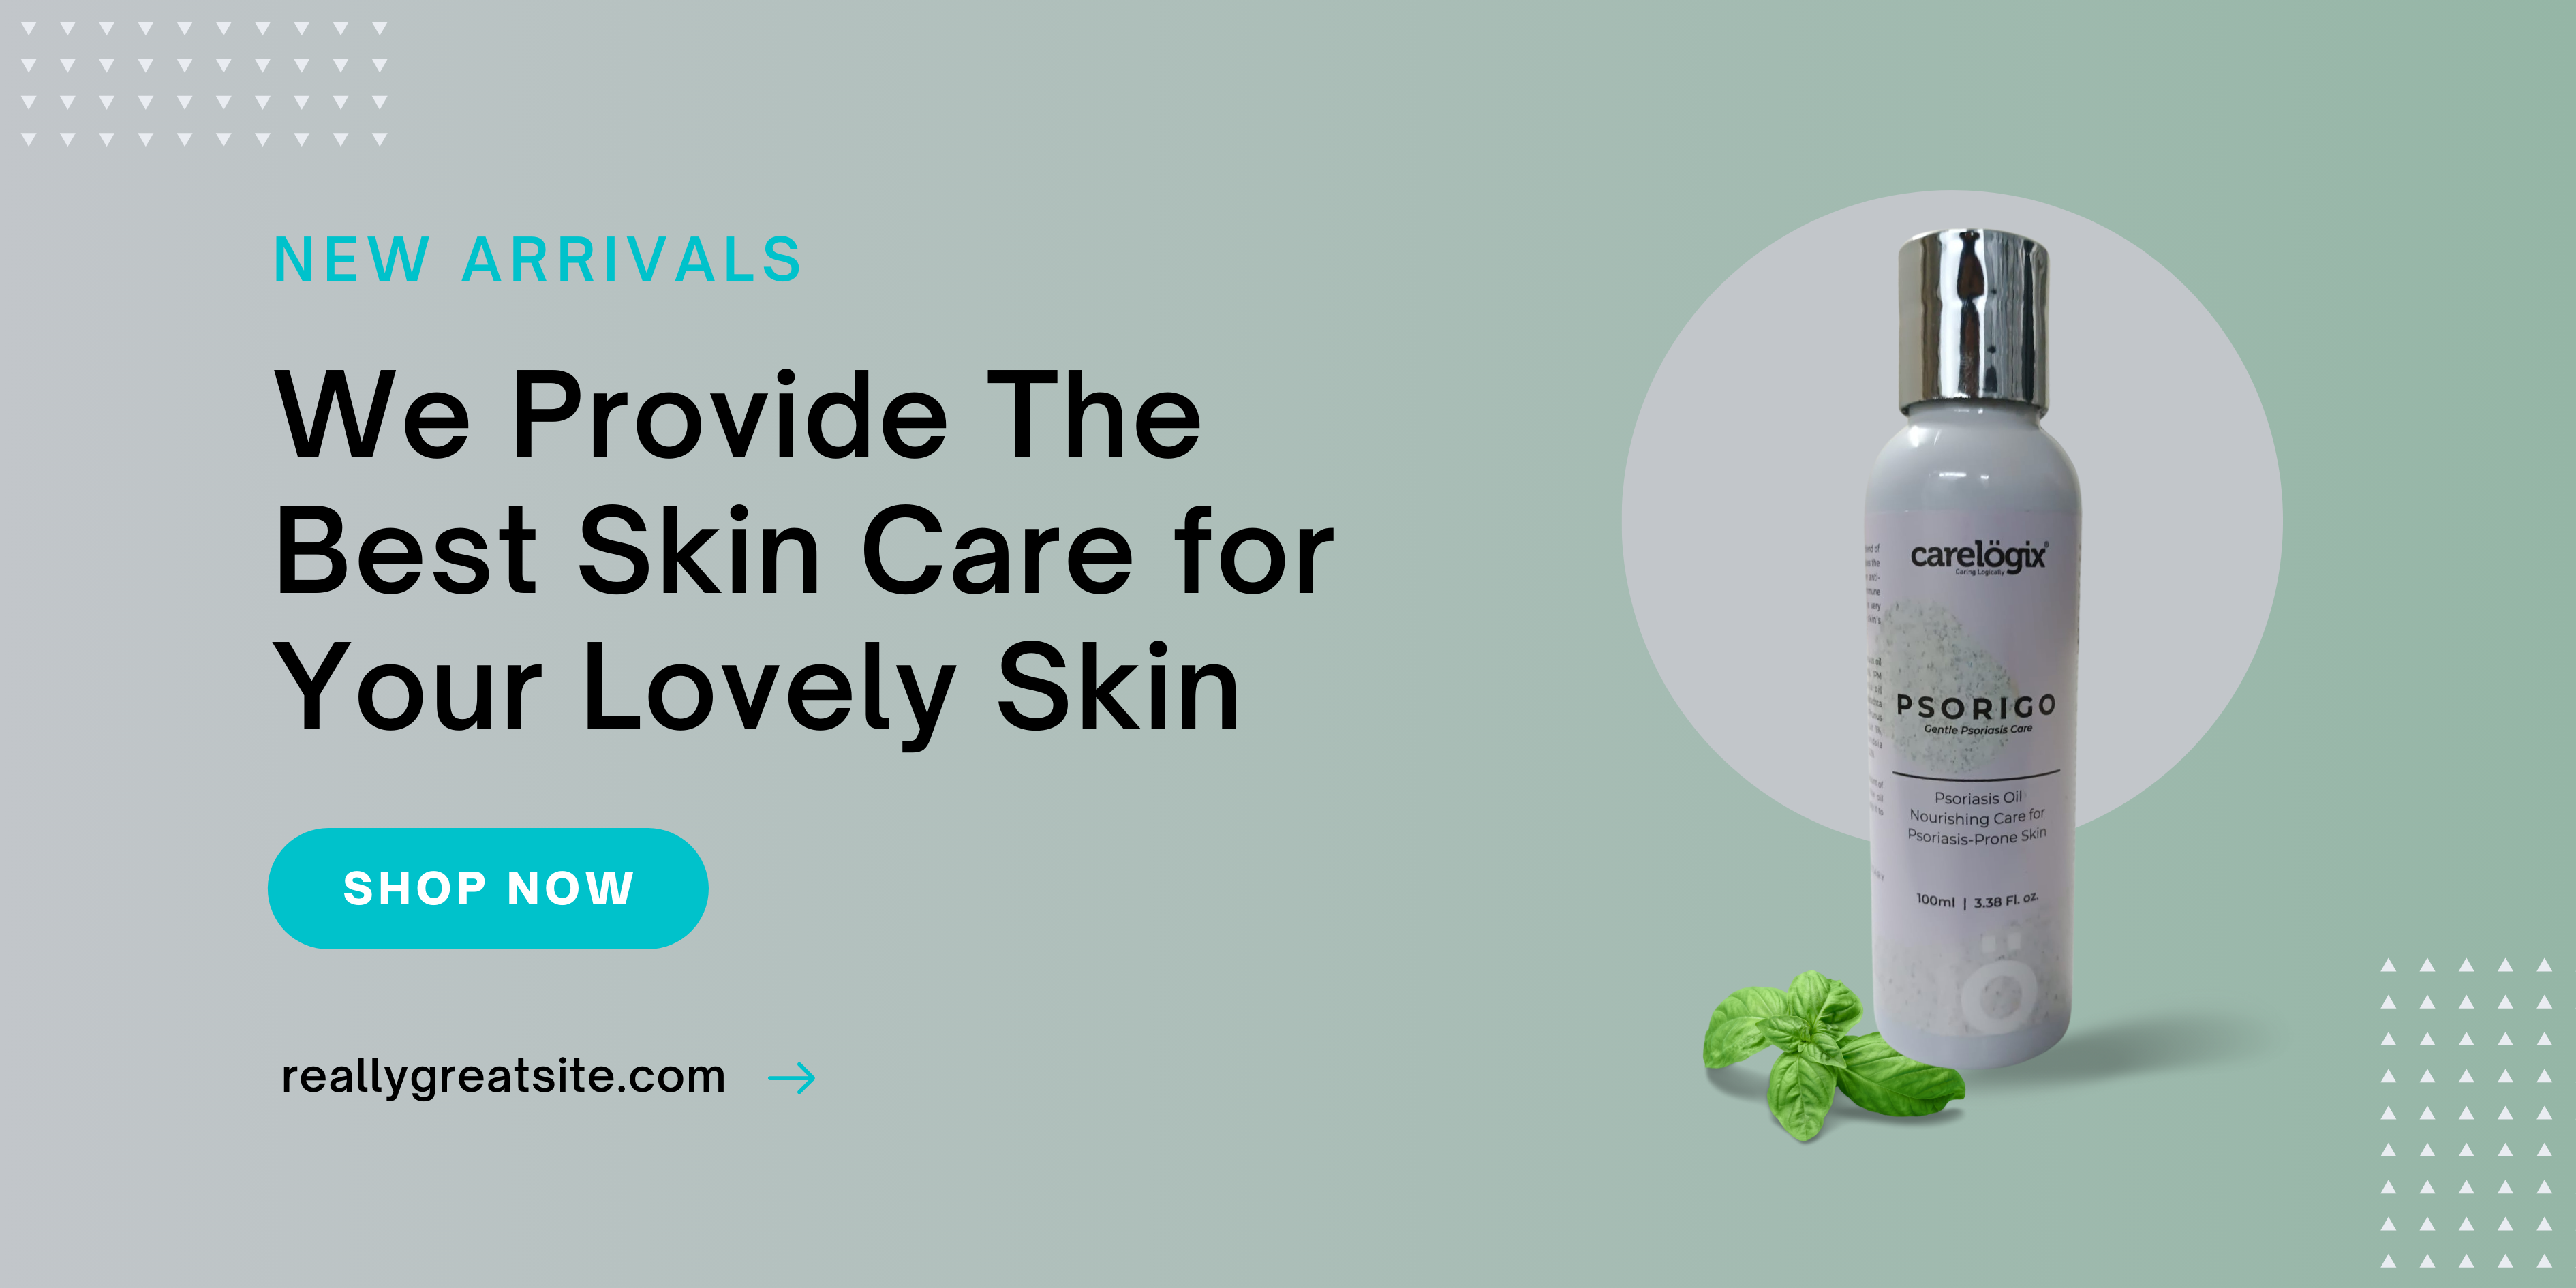 NEW ARRIVALS
We Provide The
Best Skin Care for
Your Lovely Skin
SHOP NOW
reallygreatsite.com
carelögix®
Caring Logically
PSORIGO
Gentle Psoriasis Care
Psoriasis Oil
Nourishing Care for
Psoriasis-Prone Skin
100ml | 3.38 Fl. oz.
ö